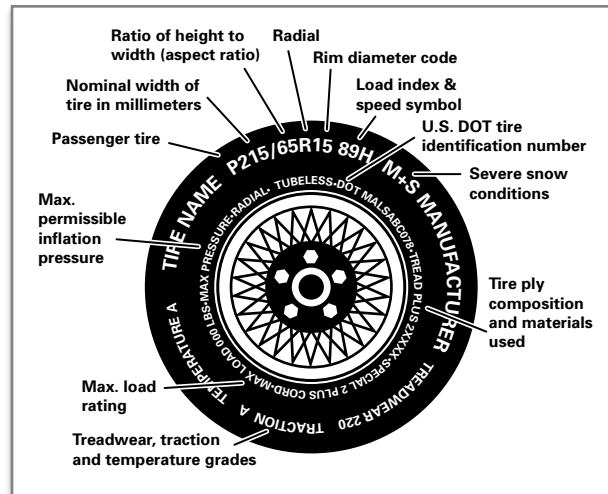 Ratio of height to
width (aspect ratio)
Radial
Rim diameter code
Nominal width of
tire in millimeters
Load index &
speed symbol
Passenger tire
U.S. DOT tire
identification number
Severe snow
conditions
Max.
permissible
inflation
pressure
Tire ply
composition
and materials
used
Max. load
rating
Treadwear, traction
and temperature grades
TIRE NAME P215/65R15 89H M+S MANUFACTURER
TREADWEAR 220 TRACTION A TEMPERATURE A
MAX PRESSURE-RADIAL- TUBELESS-DOT MALSABC078-TREAD PLUS 2XXXX-SPECIAL 2 PLUS CORD-MAX LOAD 000 LBS-